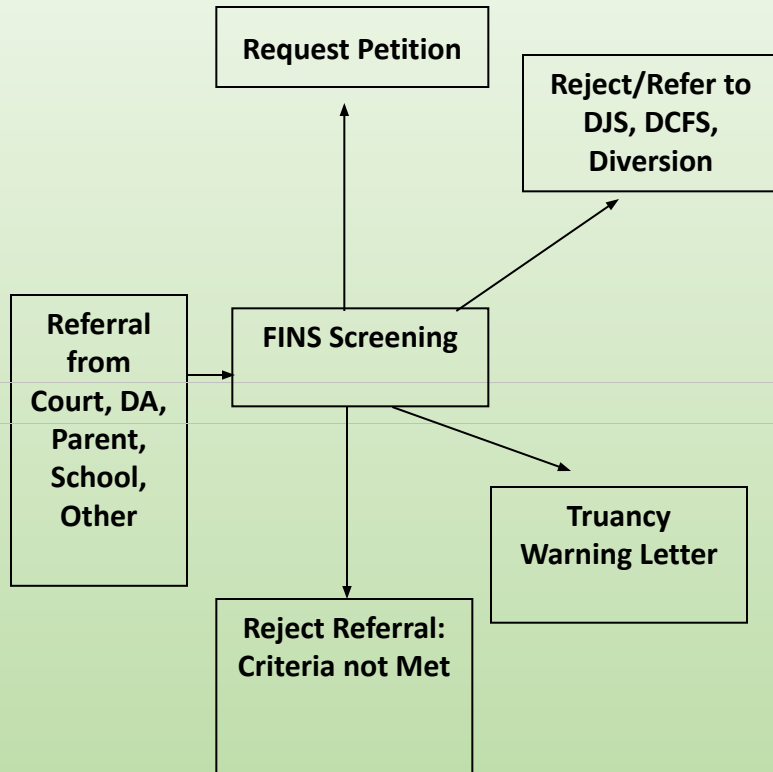 Request Petition
Reject/Refer to
DJS, DCFS,
Diversion
Referral
from
Court, DA,
Parent,
School,
Other
FINS Screening
Truancy
Warning Letter
Reject Referral:
Criteria not Met